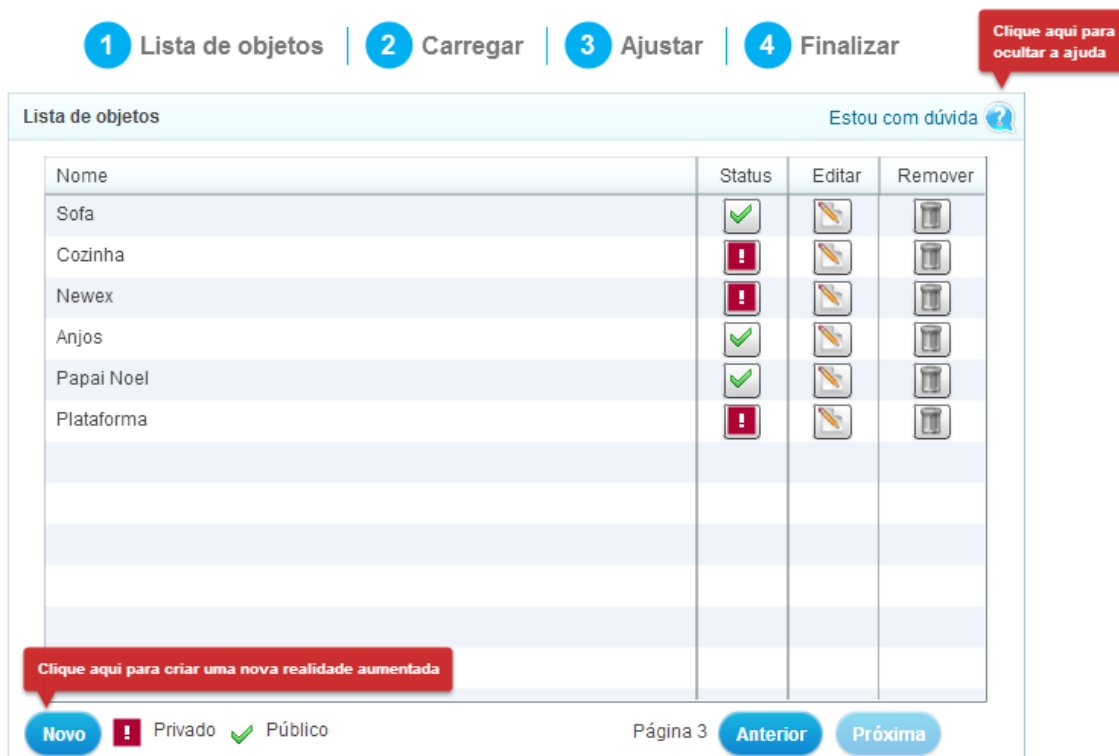 1 Lista de objetos
2 Carregar
3 Ajustar
4 Finalizar
Clique aqui para
ocultar a ajuda
Lista de objetos
Estou com dúvida ?
Nome Status Editar Remover
Sofa
Cozinha !
Newex !
Anjos
Papai Noel
Plataforma !
Clique aqui para criar uma nova realidade aumentada
Novo ! Privado Público Página 3 Anterior Próxima